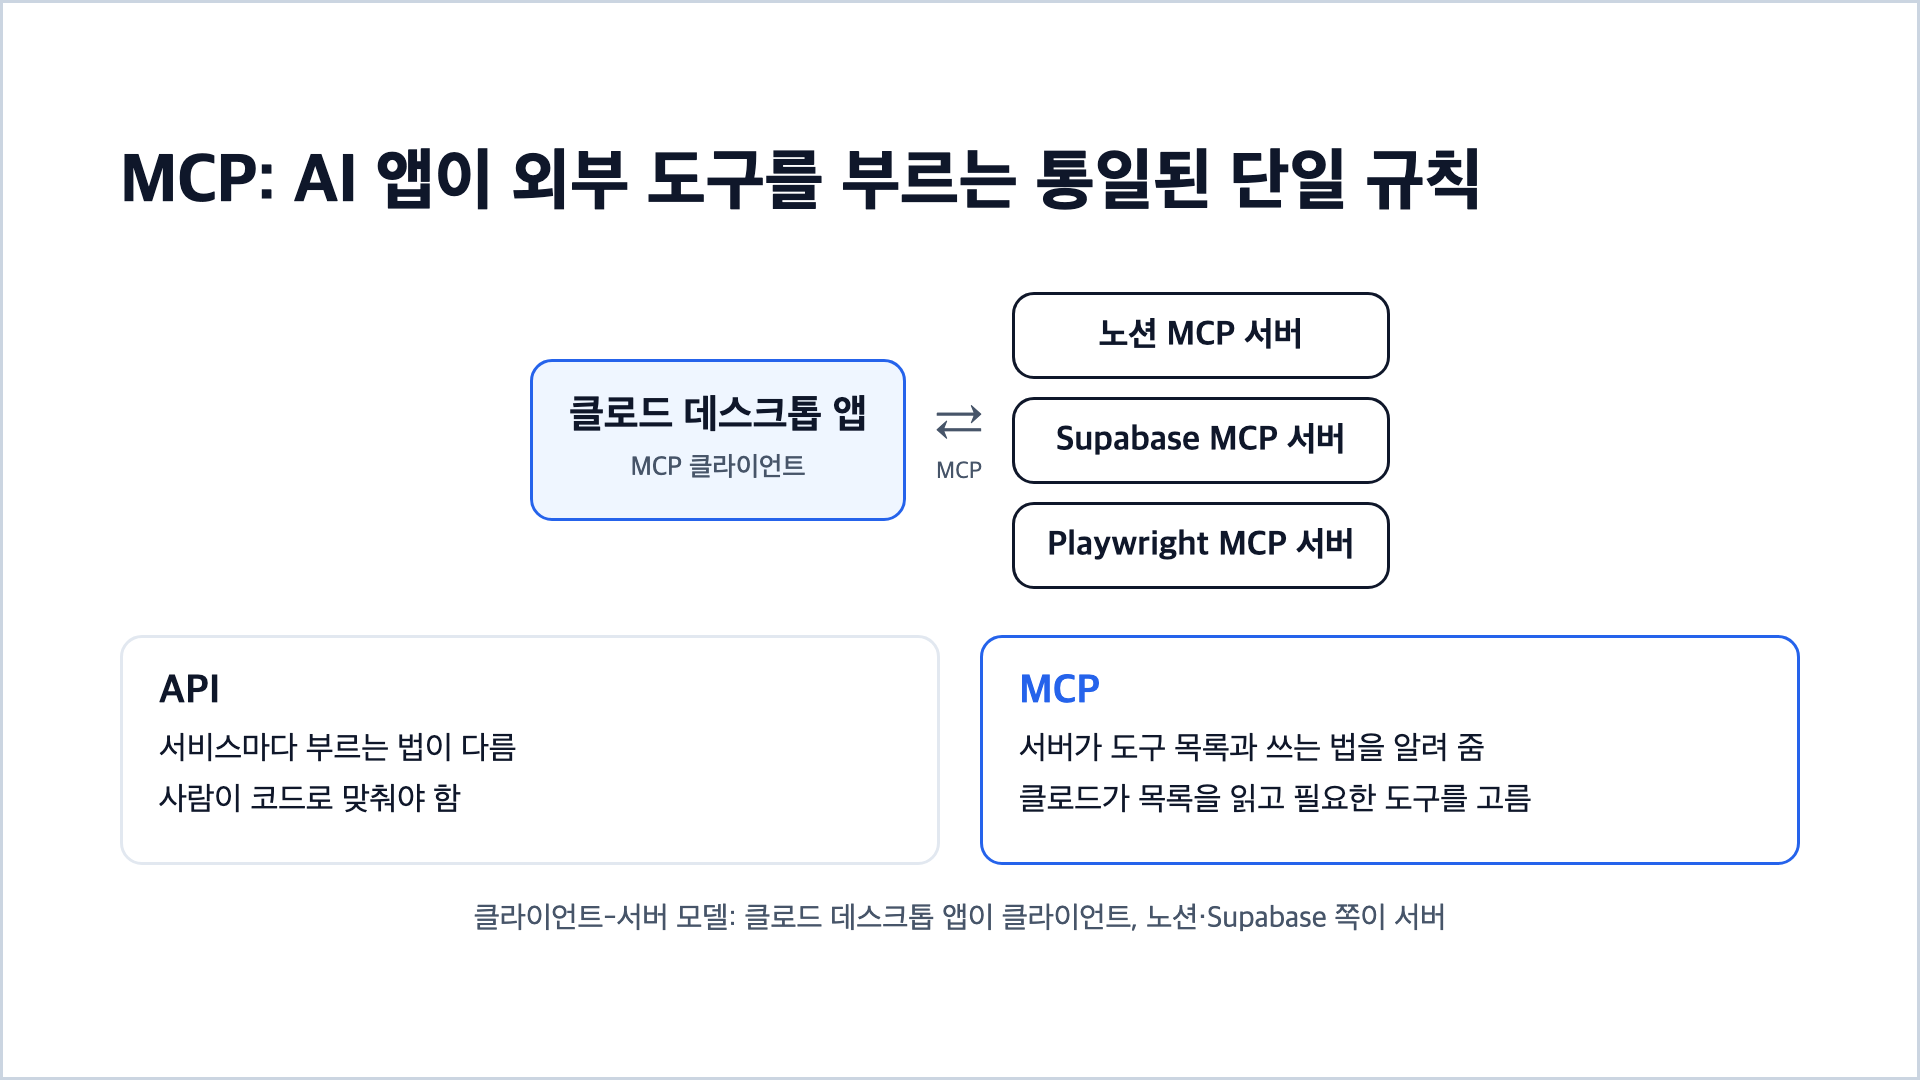 MCP: AI 앱이 외부 도구를 부르는 통일된 단일 규칙
클로드 데스크톱 앱
MCP 클라이언트
⇄
MCP
노션 MCP 서버
Supabase MCP 서버
Playwright MCP 서버
API
서비스마다 부르는 법이 다름
사람이 코드로 맞춰야 함
MCP
서버가 도구 목록과 쓰는 법을 알려 줌
클로드가 목록을 읽고 필요한 도구를 고름
클라이언트–서버 모델: 클로드 데스크톱 앱이 클라이언트, 노션·Supabase 쪽이 서버